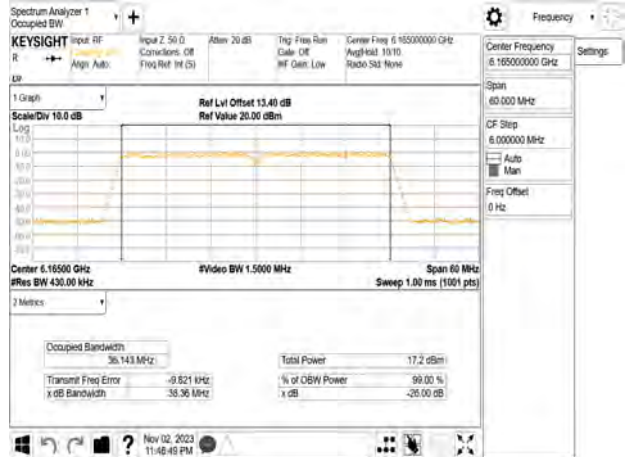 Spectrum Analyzer 1
Occupied BW
KEYSIGHT Input: RF
R
Align: Auto
Input Z: 50 Ω
Corrections: Off
Freq Ref: Int (S)
Atten: 20 dB
Trig: Free Run
Gate: Off
#IF Gain: Low
Center Freq: 6.165000000 GHz
Avg|Hold: 10/10
Radio Std: None
Frequency
Settings
Center Frequency
6.165000000 GHz
Span
60.000 MHz
CF Step
6.000000 MHz
Auto
Man
Freq Offset
0 Hz
1 Graph
Scale/Div 10.0 dB
Ref Lvl Offset 13.40 dB
Ref Value 20.00 dBm
Log
10.0
0.00
Center 6.16500 GHz
#Res BW 430.00 kHz
#Video BW 1.5000 MHz
Span 60 MHz
Sweep 1.00 ms (1001 pts)
2 Metrics
Occupied Bandwidth
36.143 MHz
Total Power 17.2 dBm
Transmit Freq Error -9.821 kHz
% of OBW Power 99.00 %
x dB Bandwidth 38.36 MHz
x dB -26.00 dB
Nov 02, 2023
11:46:49 PM